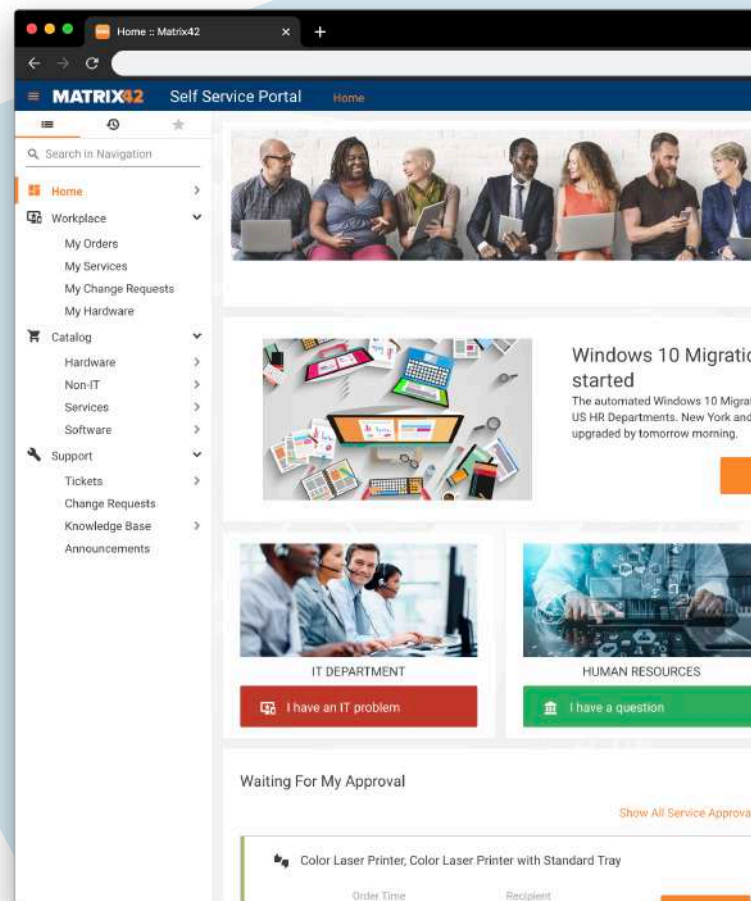 Home :: Matrix42
MATRIX42 Self Service Portal Home
Search in Navigation
Home
Workplace
My Orders
My Services
My Change Requests
My Hardware
Catalog
Hardware
Non-IT
Services
Software
Support
Tickets
Change Requests
Knowledge Base
Announcements
Windows 10 Migratio
started
The automated Windows 10 Migrat
US HR Departments. New York and
upgraded by tomorrow morning.
IT DEPARTMENT
I have an IT problem
HUMAN RESOURCES
I have a question
Waiting For My Approval
Show All Service Approva
Color Laser Printer, Color Laser Printer with Standard Tray
Order Time
Recipient